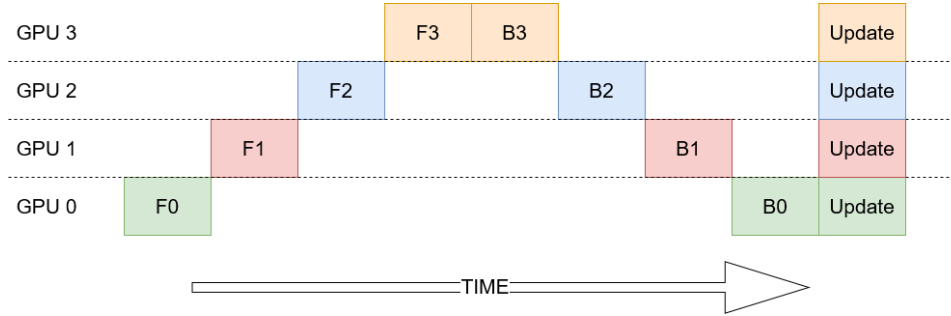 GPU 3 F3 B3 Update
GPU 2 F2 B2 Update
GPU 1 F1 B1 Update
GPU 0 F0 B0 Update
TIME